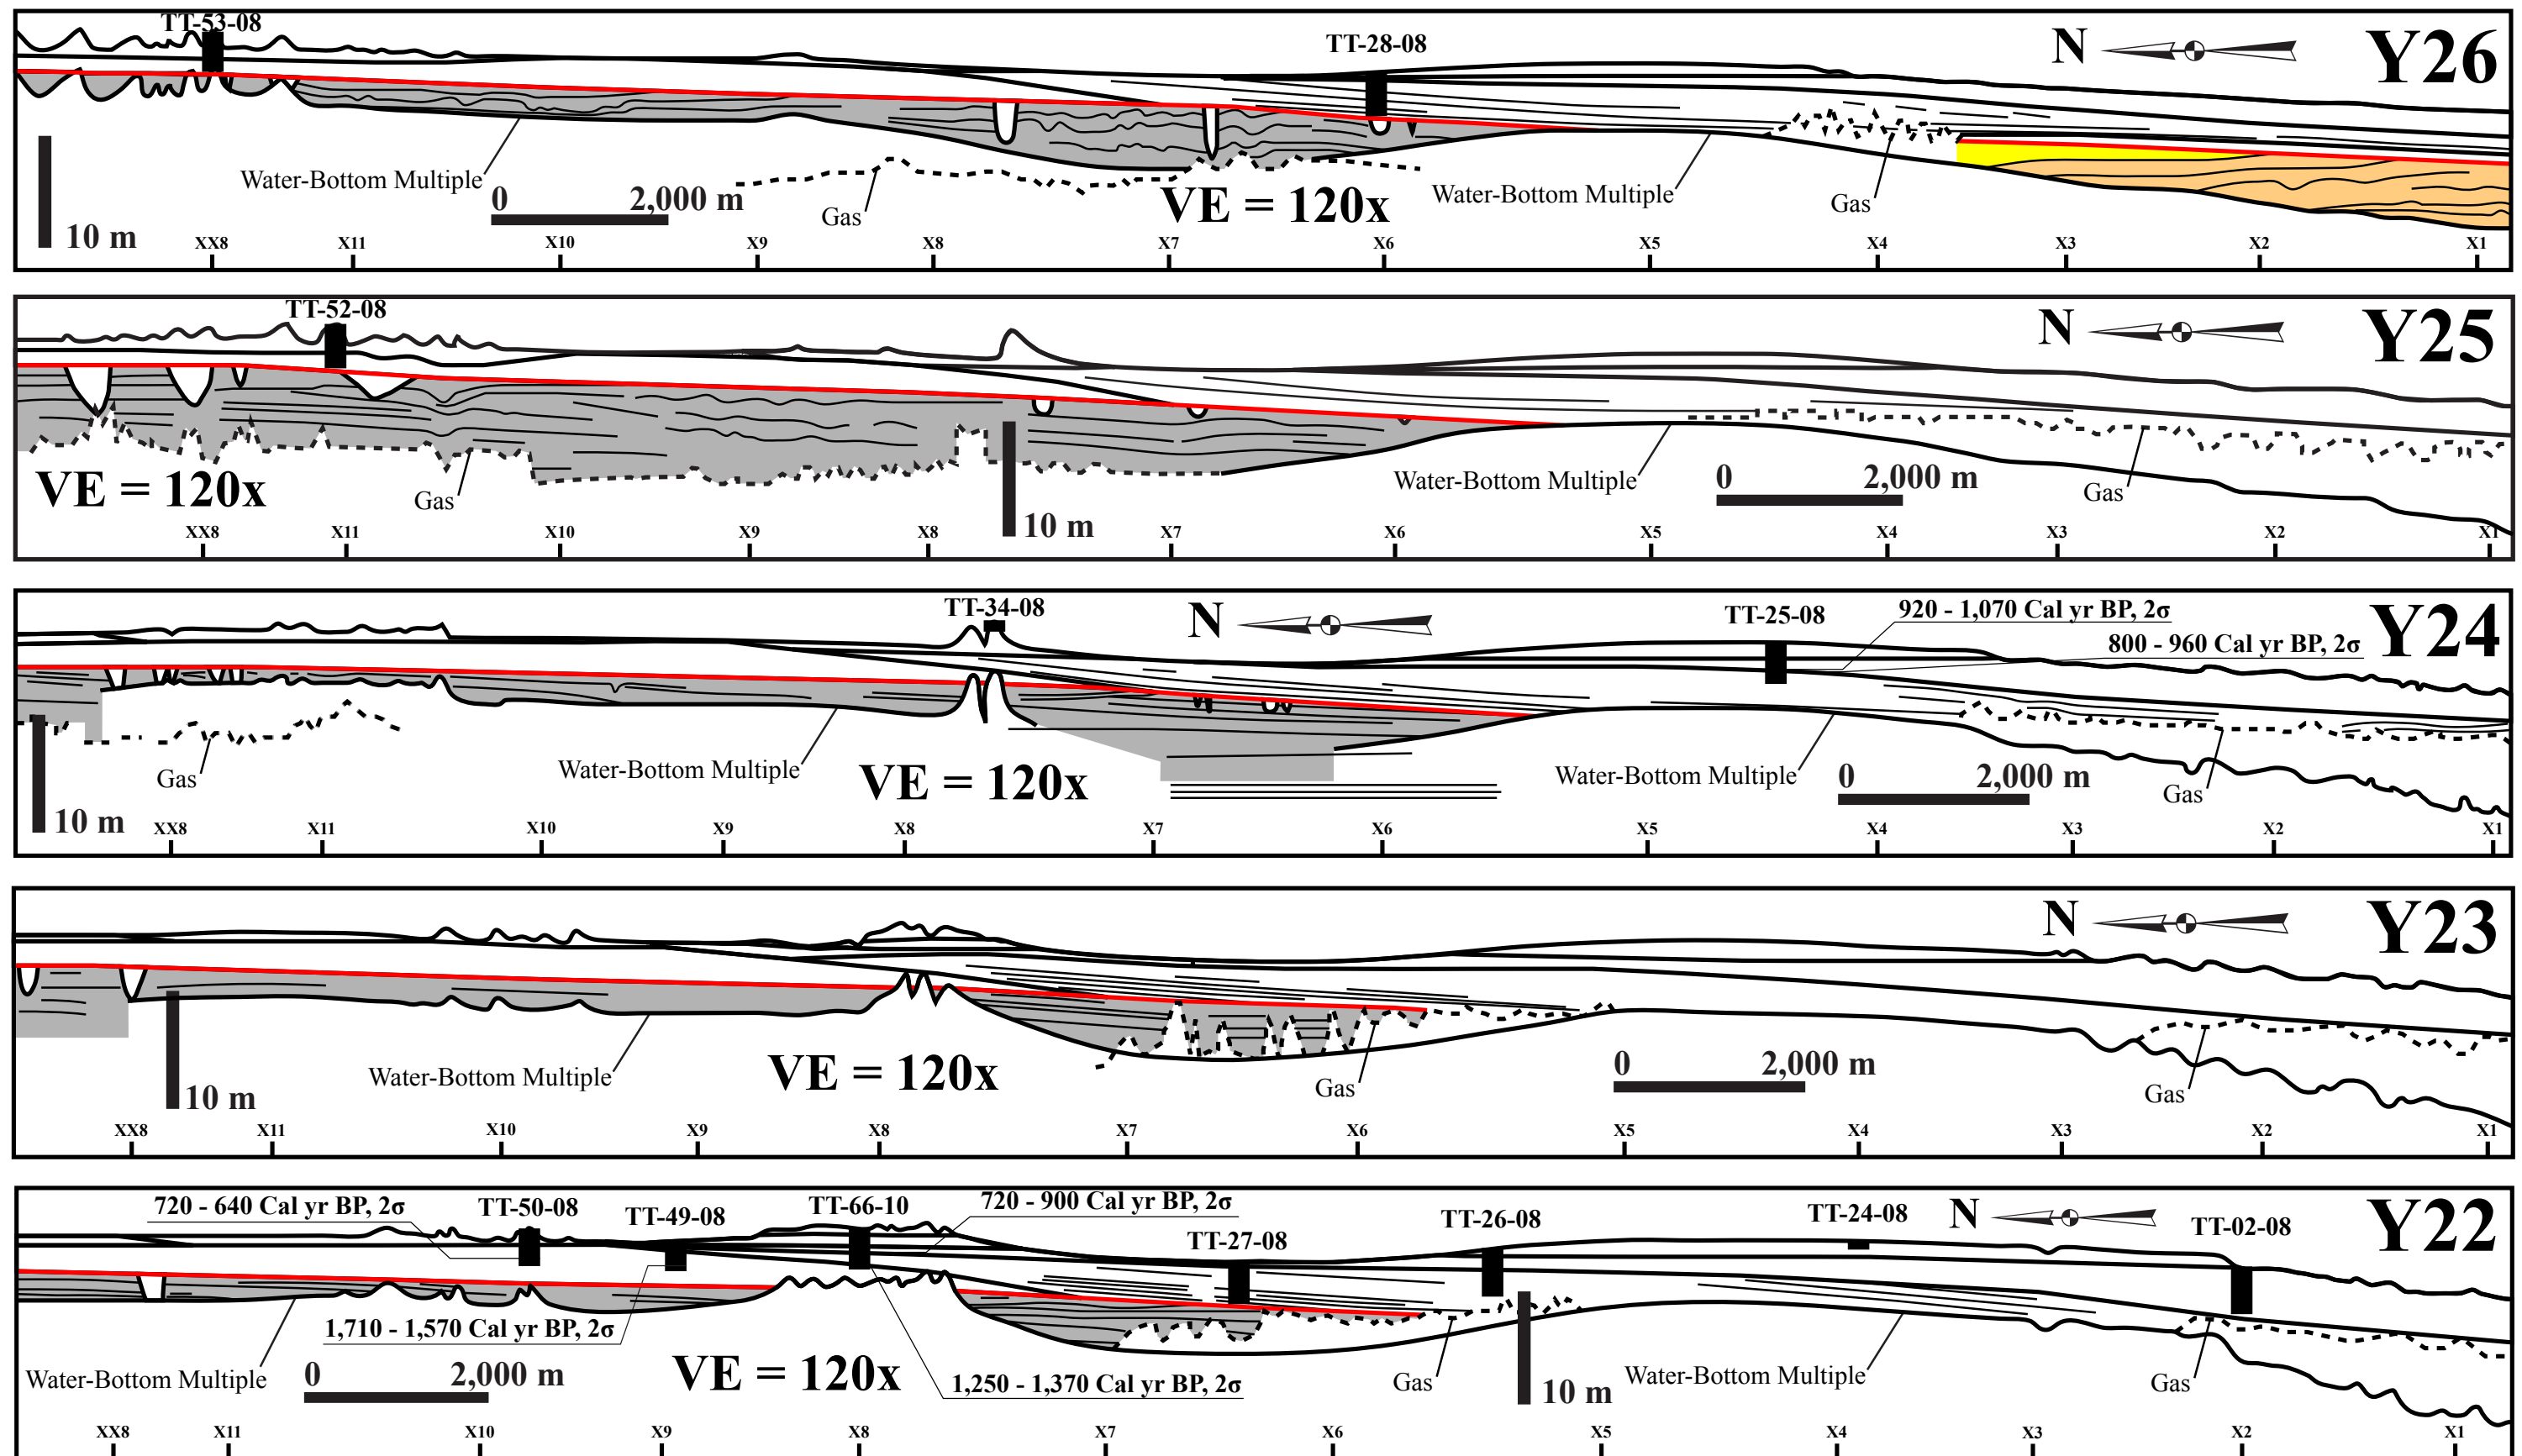 TT-53-08
TT-28-08
N
Y26
Water-Bottom Multiple
0 2,000 m
Gas
VE = 120x
Water-Bottom Multiple
Gas
10 m
XX8 X11 X10 X9 X8 X7 X6 X5 X4 X3 X2 X1
TT-52-08
N
Y25
VE = 120x
Gas
10 m
Water-Bottom Multiple
0 2,000 m
Gas
XX8 X11 X10 X9 X8 X7 X6 X5 X4 X3 X2 X1
TT-34-08
N
TT-25-08
920 - 1,070 Cal yr BP, 2σ
800 - 960 Cal yr BP, 2σ
Y24
10 m
Gas
Water-Bottom Multiple
VE = 120x
Water-Bottom Multiple
0 2,000 m
Gas
XX8 X11 X10 X9 X8 X7 X6 X5 X4 X3 X2 X1
N
Y23
10 m
Water-Bottom Multiple
VE = 120x
Gas
0 2,000 m
Gas
XX8 X11 X10 X9 X8 X7 X6 X5 X4 X3 X2 X1
720 - 640 Cal yr BP, 2σ
TT-50-08
TT-49-08
TT-66-10
720 - 900 Cal yr BP, 2σ
TT-27-08
TT-26-08
TT-24-08
N
TT-02-08
Y22
1,710 - 1,570 Cal yr BP, 2σ
Water-Bottom Multiple
0 2,000 m
VE = 120x
1,250 - 1,370 Cal yr BP, 2σ
Gas
10 m
Water-Bottom Multiple
Gas
XX8 X11 X10 X9 X8 X7 X6 X5 X4 X3 X2 X1